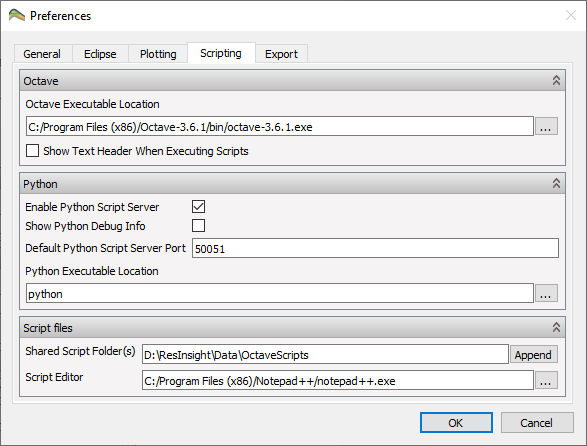 Preferences
General Eclipse Plotting Scripting Export
Octave
Octave Executable Location
C:/Program Files (x86)/Octave-3.6.1/bin/octave-3.6.1.exe ...
Show Text Header When Executing Scripts
Python
Enable Python Script Server
Show Python Debug Info
Default Python Script Server Port 50051
Python Executable Location
python ...
Script files
Shared Script Folder(s) D:\ResInsight\Data\OctaveScripts Append
Script Editor C:/Program Files (x86)/Notepad++/notepad++.exe ...
OK Cancel